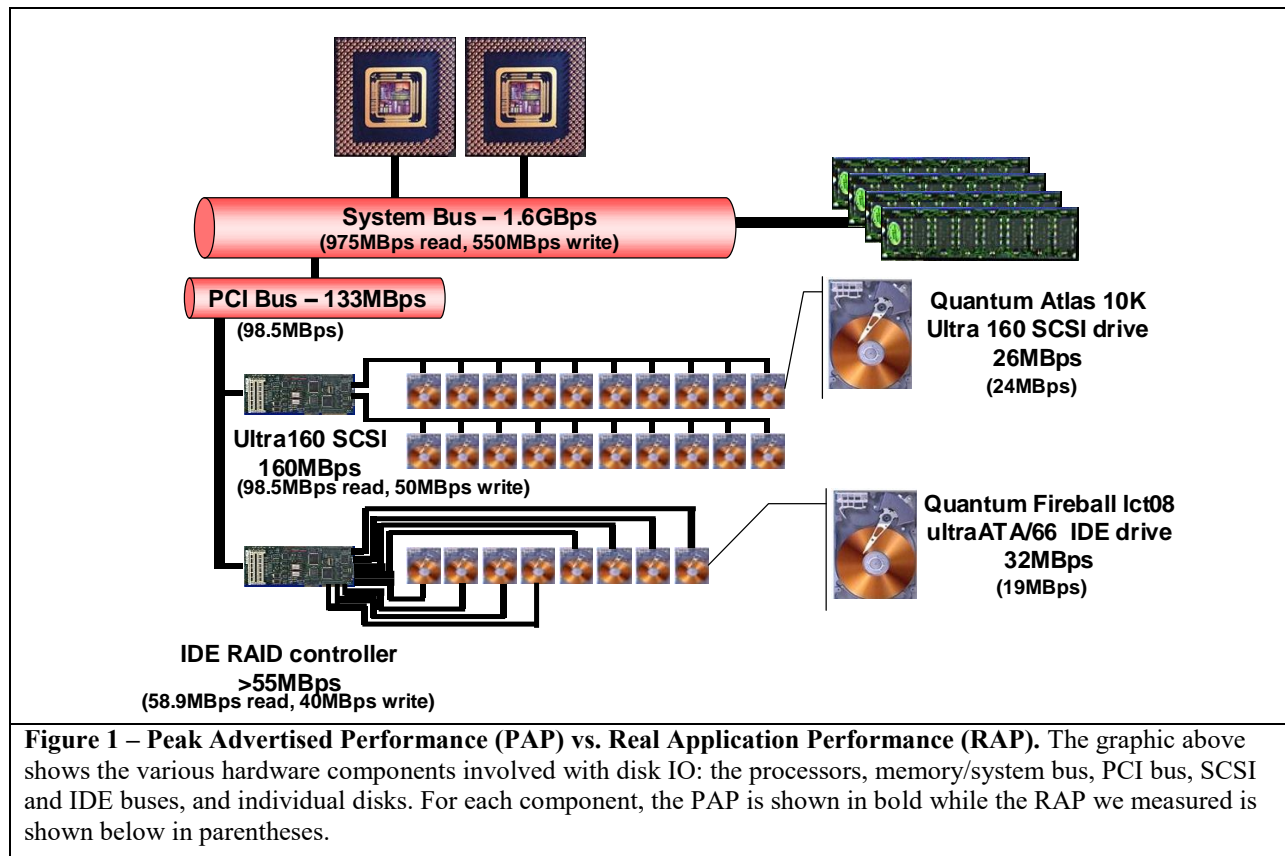 System Bus – 1.6GBps
(975MBps read, 550MBps write)
PCI Bus – 133MBps
(98.5MBps)
Quantum Atlas 10K
Ultra 160 SCSI drive
26MBps
(24MBps)
Ultra160 SCSI
160MBps
(98.5MBps read, 50MBps write)
Quantum Fireball lct08
ultraATA/66 IDE drive
32MBps
(19MBps)
IDE RAID controller
>55MBps
(58.9MBps read, 40MBps write)
Figure 1 – Peak Advertised Performance (PAP) vs. Real Application Performance (RAP). The graphic above
shows the various hardware components involved with disk IO: the processors, memory/system bus, PCI bus, SCSI
and IDE buses, and individual disks. For each component, the PAP is shown in bold while the RAP we measured is
shown below in parentheses.